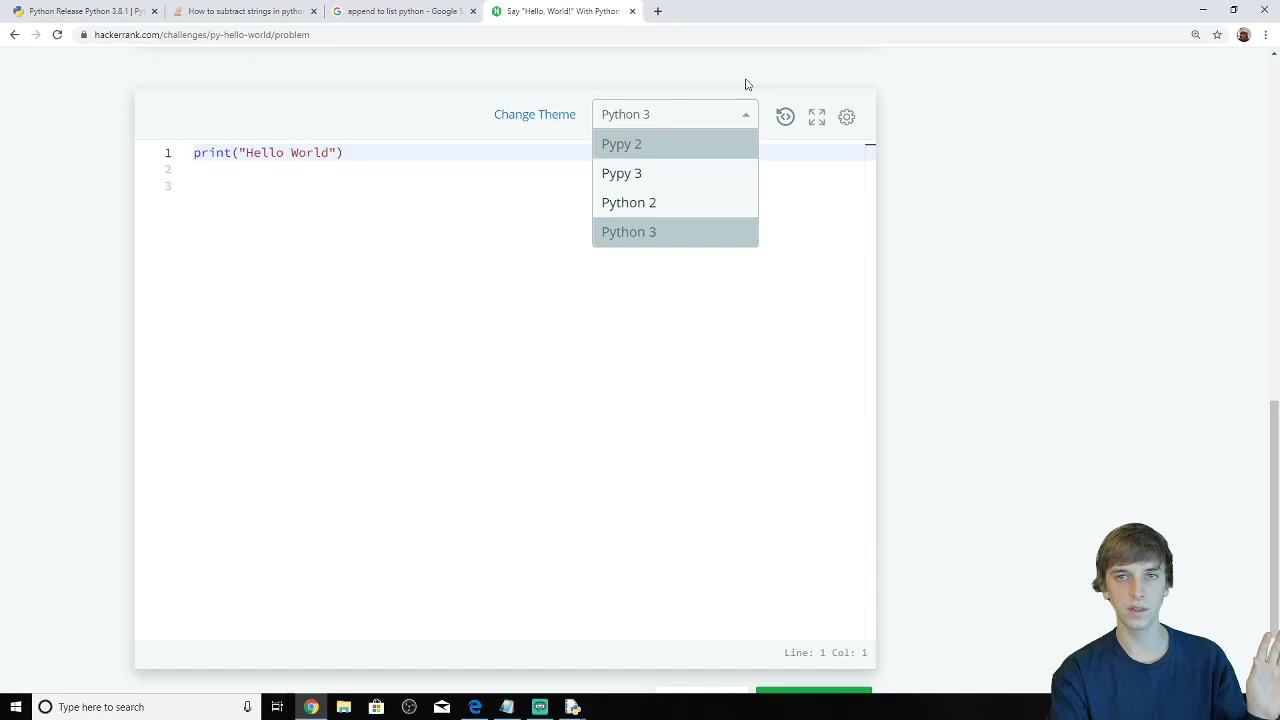 Python Release Python 3.8.1 | Py
How to subtract strings in python
append to list python - Google S
Say "Hello, World!" With Python
hackerrank.com/challenges/py-hello-world/problem
Change Theme
Python 3
Pypy 2
Pypy 3
Python 2
Python 3
1 print("Hello World")
2
3
Line: 1 Col: 1
Type here to search